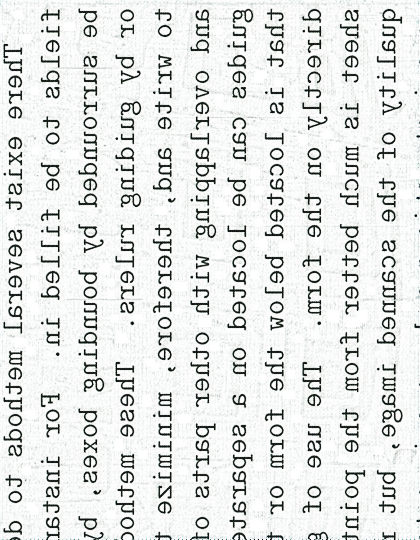 There exist several methods to de
fields to be filled in. For instan
be surrounded by bounding boxes, by
or by guiding rulers. These method
to write and, therefore, minimize t
and overlapping with other parts of
guides can be located on a separate
that is located below the form or
directly on the form. The use of g
sheet is much better from the point
quality of the scanned image, but